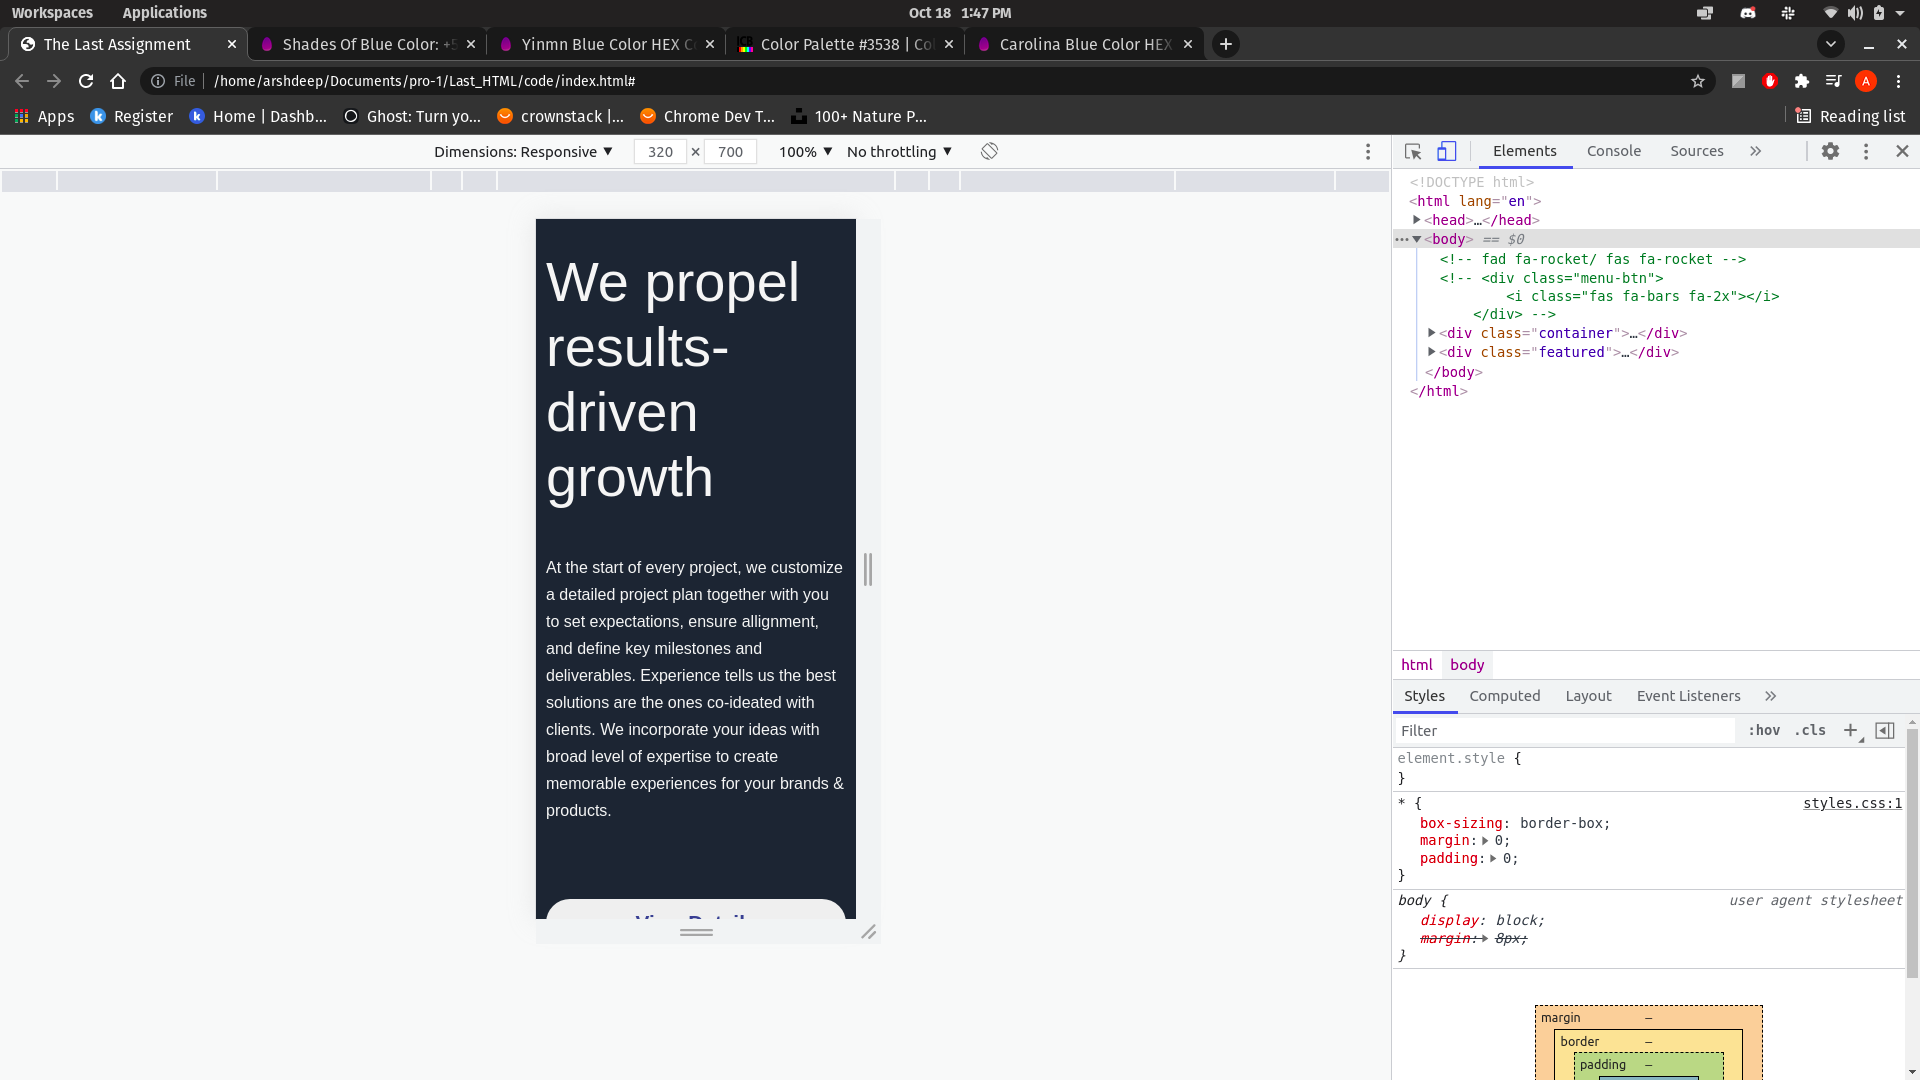 Workspaces Applications Oct 18 1:47 PM
The Last Assignment Shades Of Blue Color: +5 Yinmn Blue Color HEX C Color Palette #3538 | Co Carolina Blue Color HEX
File /home/arshdeep/Documents/pro-1/Last_HTML/code/index.html# A
Apps Register Home | Dashb... Ghost: Turn yo... crownstack |... Chrome Dev T... 100+ Nature P... Reading list
Dimensions: Responsive ▼ 320 × 700 100% ▼ No throttling ▼
We propel
results-
driven
growth
At the start of every project, we customize
a detailed project plan together with you
to set expectations, ensure allignment,
and define key milestones and
deliverables. Experience tells us the best
solutions are the ones co-ideated with
clients. We incorporate your ideas with
broad level of expertise to create
memorable experiences for your brands &
products.
Elements Console Sources »
<!DOCTYPE html>
<html lang="en">
<head>…</head>
<body> == $0
<!-- fad fa-rocket/ fas fa-rocket -->
<!-- <div class="menu-btn">
<i class="fas fa-bars fa-2x"></i>
</div> -->
<div class="container">…</div>
<div class="featured">…</div>
</body>
</html>
html body
Styles Computed Layout Event Listeners »
Filter :hov .cls +
element.style {
}
* { styles.css:1
box-sizing: border-box;
margin: 0;
padding: 0;
}
body { user agent stylesheet
display: block;
margin: 8px;
}
margin –
border –
padding –